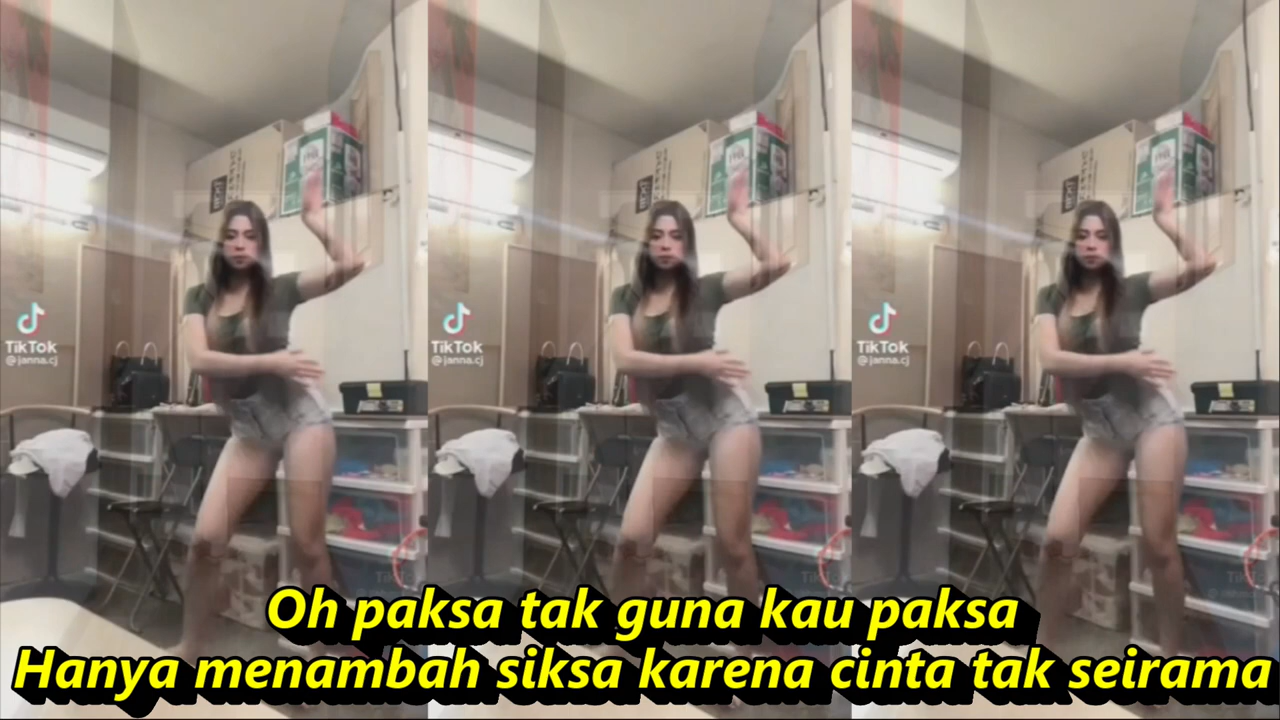 TikTok
@janna.cj
TikTok
@janna.cj
TikTok
@janna.cj
Oh paksa tak guna kau paksa
Hanya menambah siksa karena cinta tak seirama